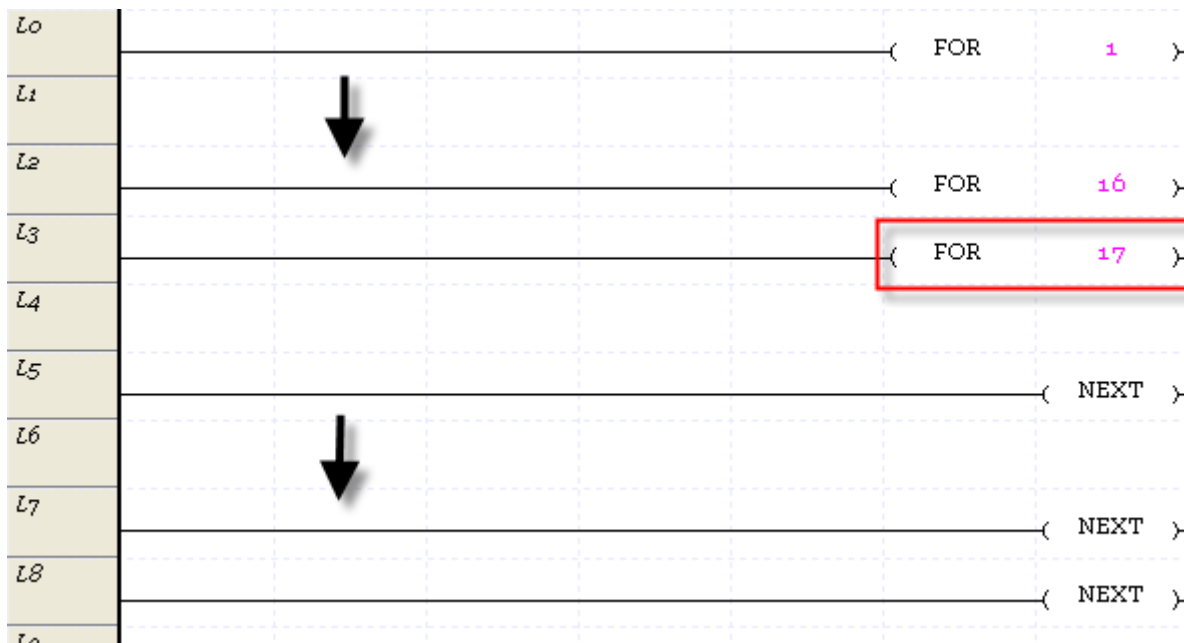 L0 FOR 1
L1
L2 FOR 16
L3 FOR 17
L4
L5 NEXT
L6
L7 NEXT
L8 NEXT